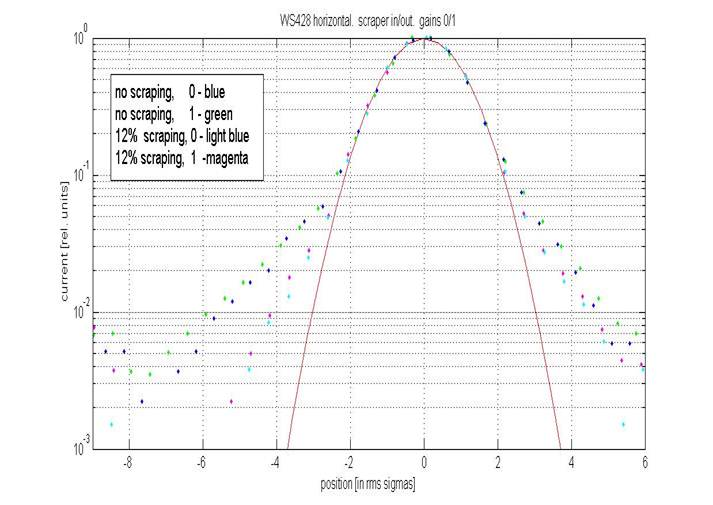 WS428 horizontal. scraper in/out. gains 0/1
10^0
no scraping, 0 - blue
no scraping, 1 - green
12% scraping, 0 - light blue
12% scraping, 1 -magenta
10^-1
current [rel. units]
10^-2
10^-3
-8 -6 -4 -2 0 2 4 6
position [in rms sigmas]